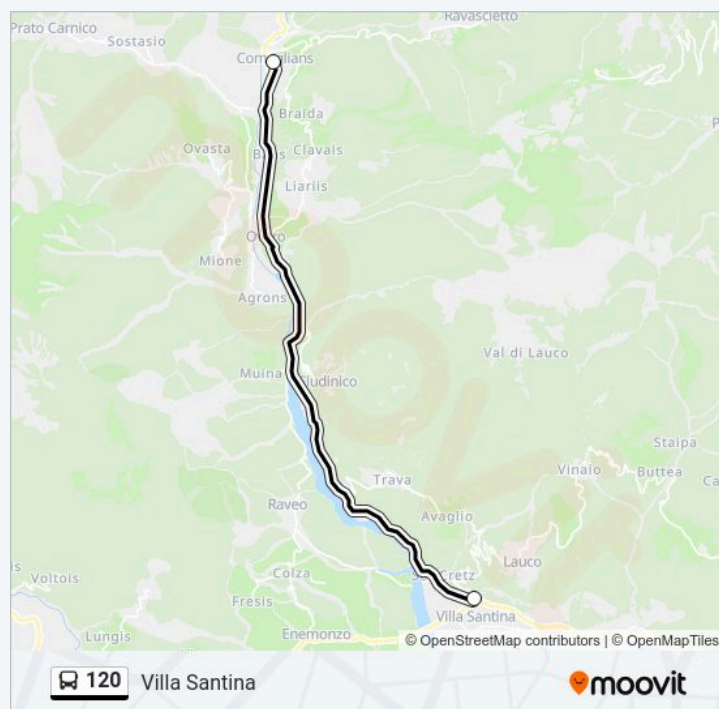 Prato Carnico
Sostasio
Ravascletto
Braida
Ovasta
Clavais
Liariis
Mione
Agrons
Val di Lauco
Muina
Staipa
Vinaio
Buttea
Trava
Raveo
Avaglio
Lauco
Voltois
Colza
Fresis
Villa Santina
Lungis
Enemonzo
© OpenStreetMap contributors | © OpenMapTiles
120 Villa Santina
moovit